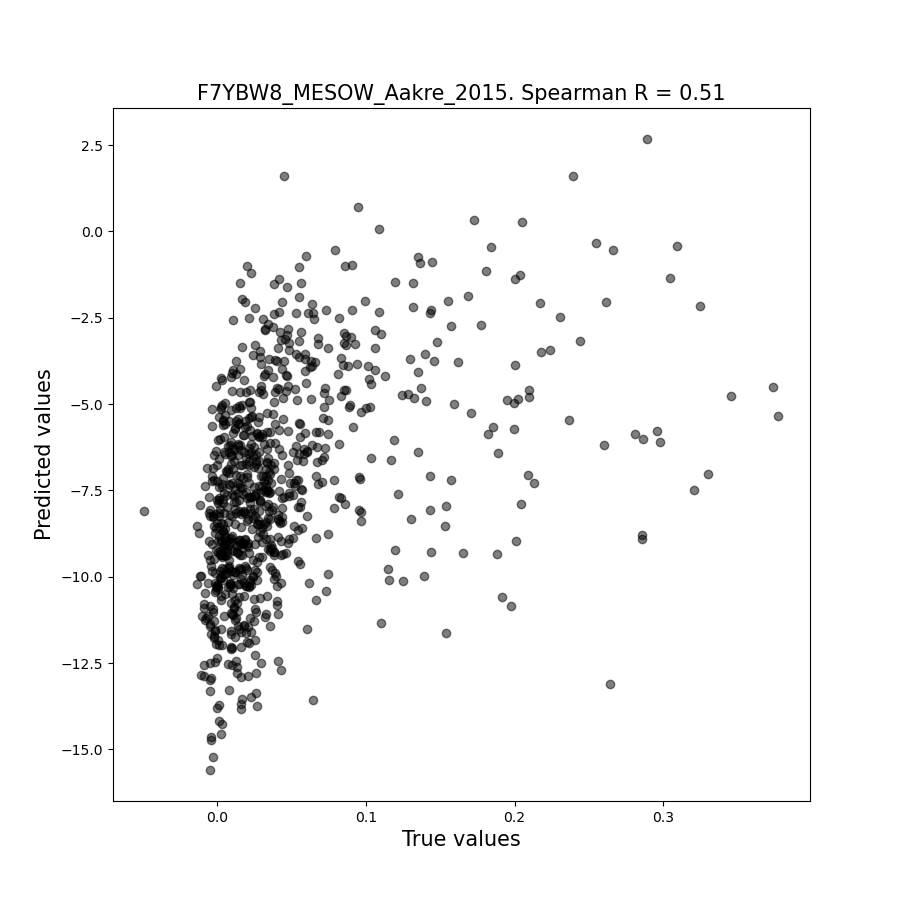 F7YBW8_MESOW_Aakre_2015. Spearman R = 0.51
2.5
0.0
−2.5
−5.0
−7.5
−10.0
−12.5
−15.0
Predicted values
0.0 0.1 0.2 0.3
True values